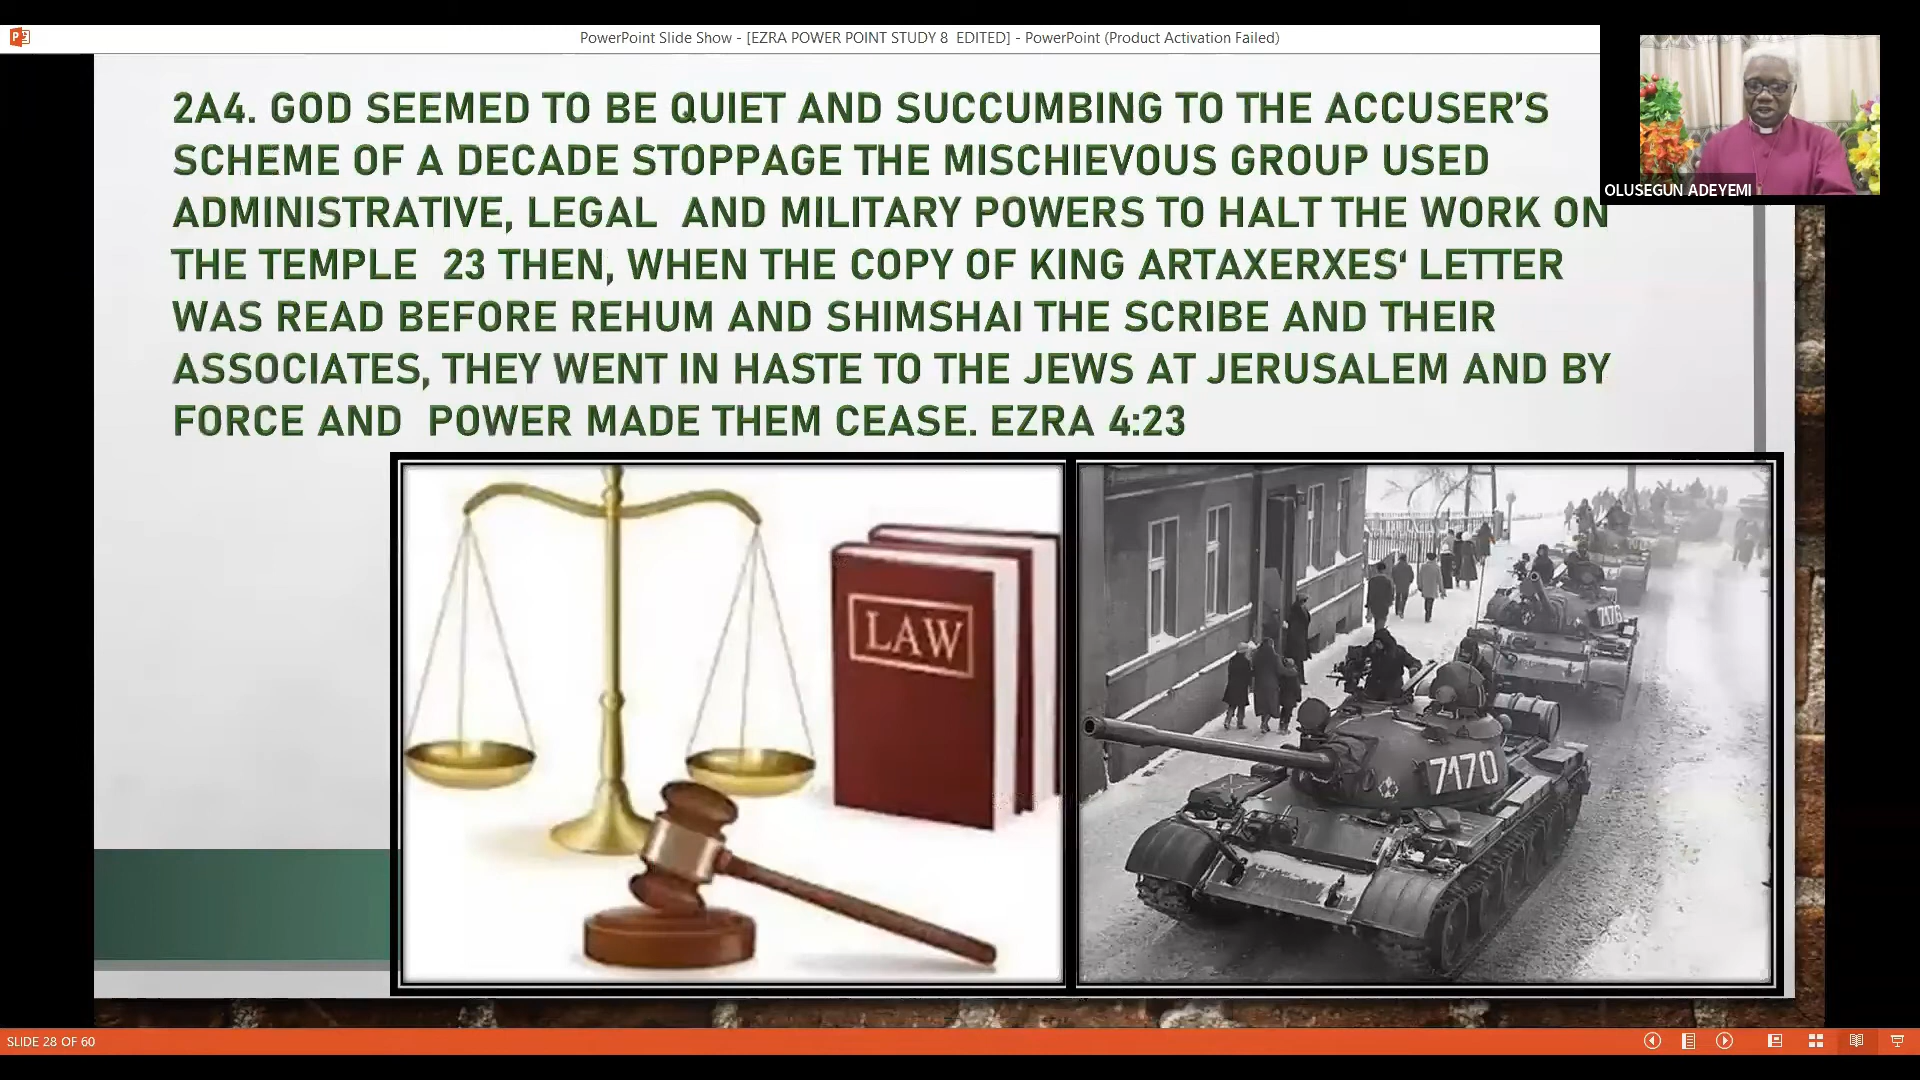 PowerPoint Slide Show - [EZRA POWER POINT STUDY 8  EDITED] - PowerPoint (Product Activation Failed)
2A4. GOD SEEMED TO BE QUIET AND SUCCUMBING TO THE ACCUSER’S
SCHEME OF A DECADE STOPPAGE THE MISCHIEVOUS GROUP USED
ADMINISTRATIVE, LEGAL  AND MILITARY POWERS TO HALT THE WORK ON
THE TEMPLE  23 THEN, WHEN THE COPY OF KING ARTAXERXES‘ LETTER
WAS READ BEFORE REHUM AND SHIMSHAI THE SCRIBE AND THEIR
ASSOCIATES, THEY WENT IN HASTE TO THE JEWS AT JERUSALEM AND BY
FORCE AND  POWER MADE THEM CEASE. EZRA 4:23
OLUSEGUN ADEYEMI
LAW
7176
7170
SLIDE 28 OF 60